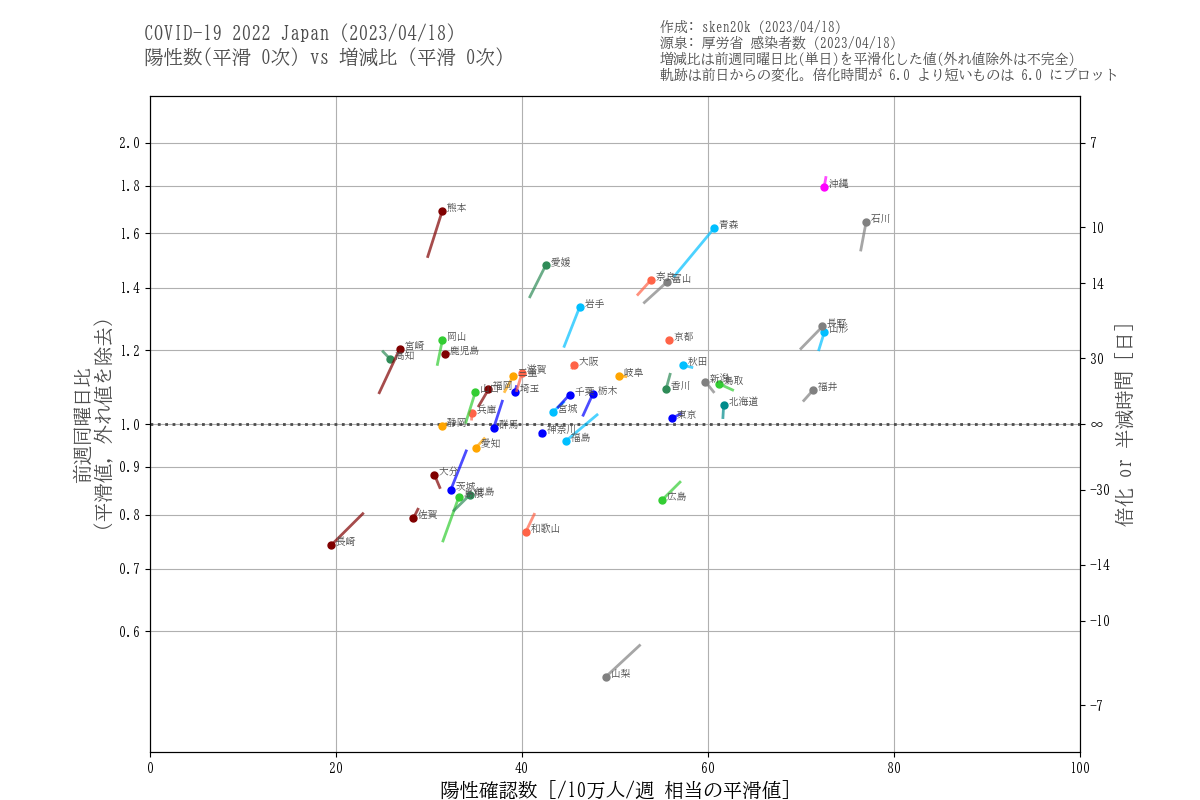 COVID-19 2022 Japan (2023/04/18)
陽性数(平滑 0次) vs 増減比 (平滑 0次)
作成: sken20k (2023/04/18)
源泉: 厚労省 感染者数 (2023/04/18)
増減比は前週同曜日比(単日)を平滑化した値(外れ値除外は不完全)
軌跡は前日からの変化。倍化時間が 6.0 より短いものは 6.0 にプロット
2.0
7
1.8
沖縄
石川
熊本
青森
1.6
10
愛媛
奈良
富山
1.4
14
岩手
長野
山形
岡山
京都
宮崎
鹿児島
高知
1.2
30
大阪
秋田
滋賀
三重
岐阜
新潟
鳥取
福岡
埼玉
千葉
栃木
香川
福井
北海道
兵庫
宮城
東京
静岡
群馬
神奈川
福島
1.0
∞
愛知
大分
0.9
茨城
徳島
広島
-30
佐賀
0.8
和歌山
長崎
0.7
-14
0.6
-10
山梨
-7
前週同曜日比
(平滑値, 外れ値を除去)
倍化 or 半減時間 [日]
0
20
40
60
80
100
陽性確認数 [/10万人/週 相当の平滑値]